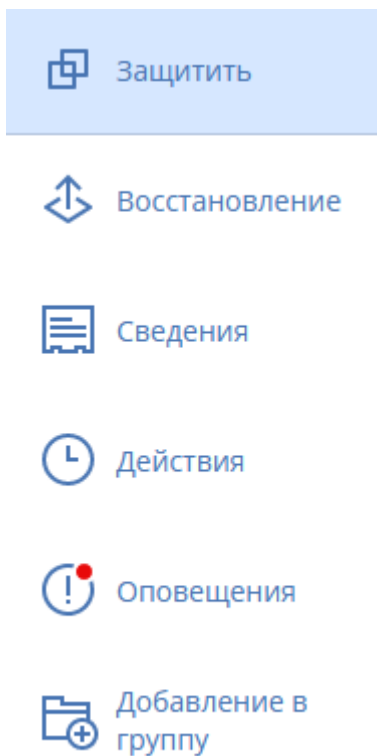 Защитить
Восстановление
Сведения
Действия
Оповещения
Добавление в
группу